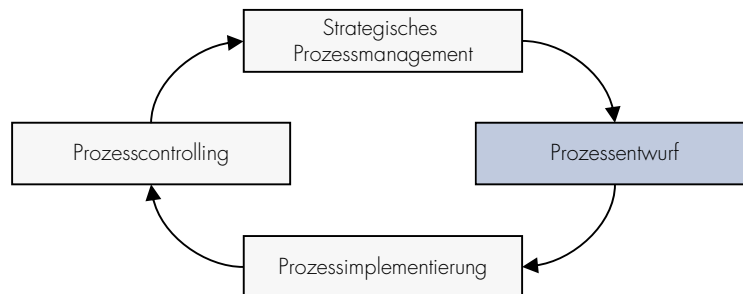 Strategisches
Prozessmanagement
Prozesscontrolling
Prozessentwurf
Prozessimplementierung